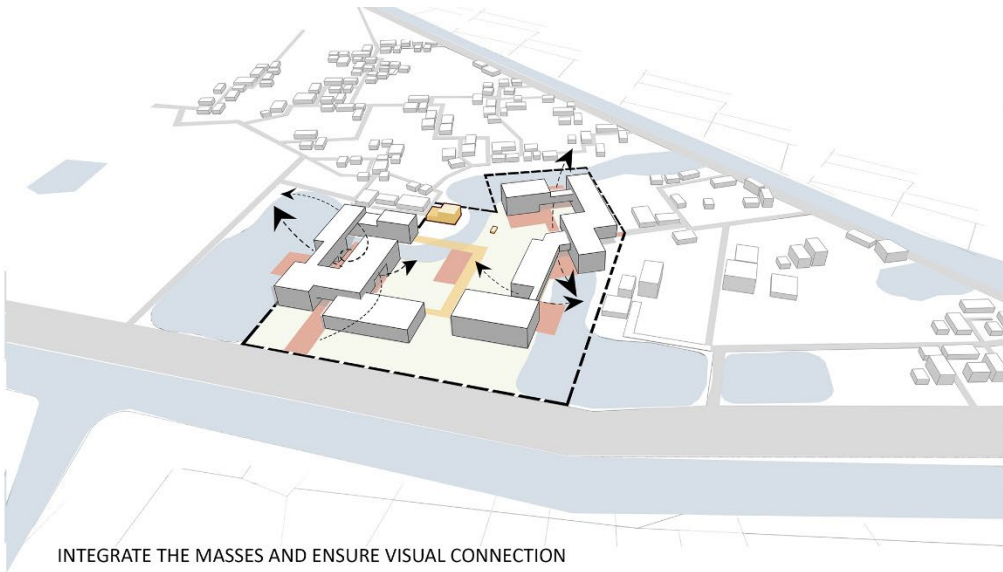 INTEGRATE THE MASSES AND ENSURE VISUAL CONNECTION